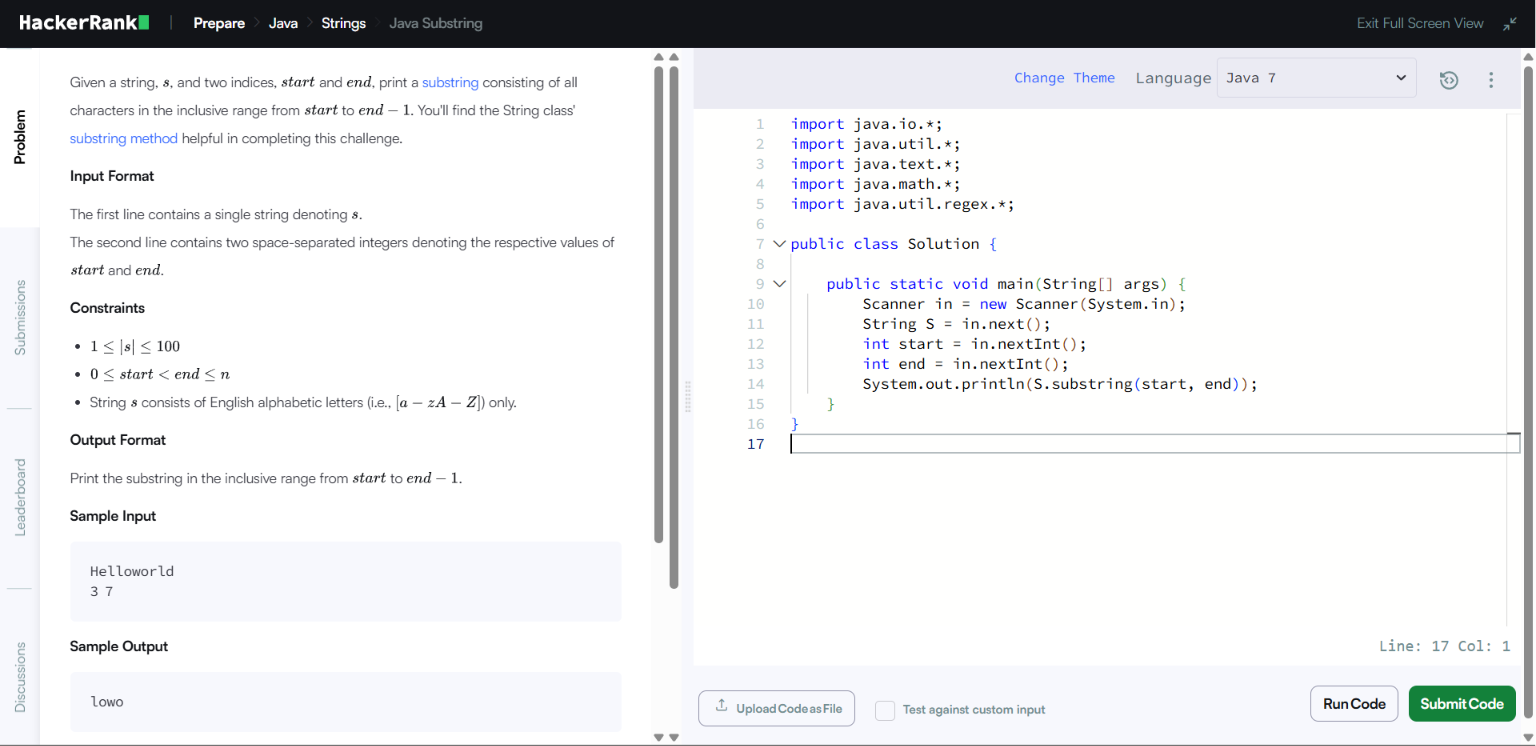 HackerRank | Prepare > Java > Strings > Java Substring Exit Full Screen View
Problem
Submissions
Leaderboard
Discussions
Given a string, s, and two indices, start and end, print a substring consisting of all
characters in the inclusive range from start to end − 1. You'll find the String class'
substring method helpful in completing this challenge.
Input Format
The first line contains a single string denoting s.
The second line contains two space-separated integers denoting the respective values of
start and end.
Constraints
• 1 ≤ |s| ≤ 100
• 0 ≤ start < end ≤ n
• String s consists of English alphabetic letters (i.e., [a − zA − Z]) only.
Output Format
Print the substring in the inclusive range from start to end − 1.
Sample Input
Helloworld
3 7
Sample Output
lowo
Change Theme Language Java 7
1 import java.io.*;
2 import java.util.*;
3 import java.text.*;
4 import java.math.*;
5 import java.util.regex.*;
6
7 public class Solution {
8
9 public static void main(String[] args) {
10 Scanner in = new Scanner(System.in);
11 String S = in.next();
12 int start = in.nextInt();
13 int end = in.nextInt();
14 System.out.println(S.substring(start, end));
15 }
16 }
17
Line: 17 Col: 1
Upload Code as File Test against custom input Run Code Submit Code